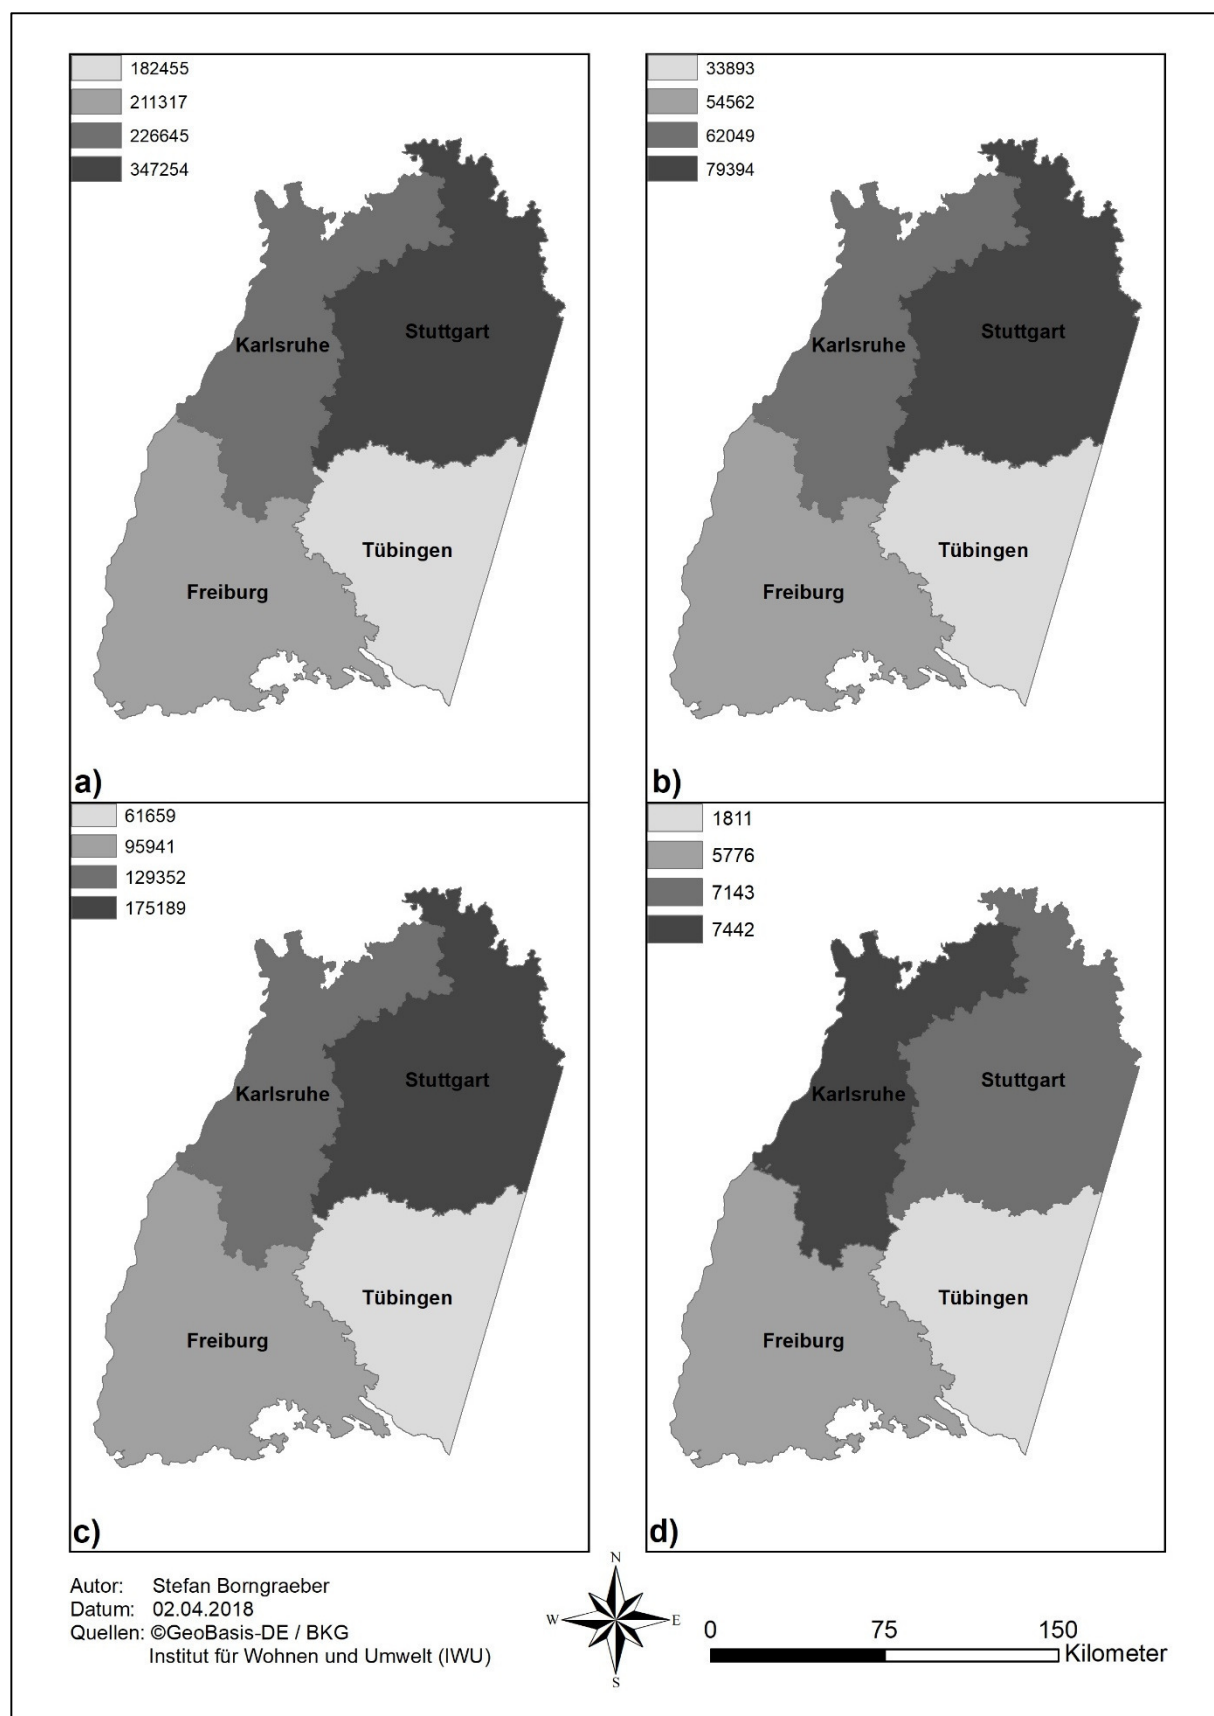 182455
211317
226645
347254
Karlsruhe
Stuttgart
Tübingen
Freiburg
a)
33893
54562
62049
79394
Karlsruhe
Stuttgart
Tübingen
Freiburg
b)
61659
95941
129352
175189
Karlsruhe
Stuttgart
Tübingen
Freiburg
c)
1811
5776
7143
7442
Karlsruhe
Stuttgart
Tübingen
Freiburg
d)
Autor: Stefan Borngraeber
Datum: 02.04.2018
Quellen: ©GeoBasis-DE / BKG
Institut für Wohnen und Umwelt (IWU)
N
W E
S
0 75 150
Kilometer